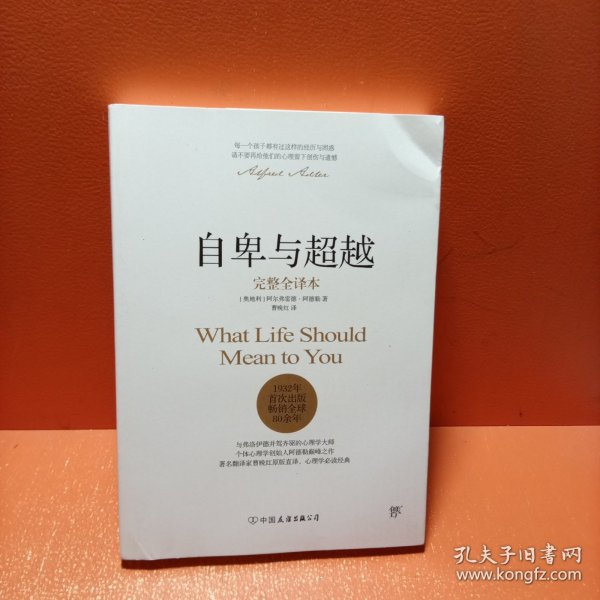 每一个孩子都有过这样的经历与困惑
请不要再给他们的心理留下创伤与遗憾
Alfred Adler
自卑与超越
完整全译本
[奥地利]阿尔弗雷德·阿德勒 著
曹晚红 译
What Life Should
Mean to You
1932年
首次出版
畅销全球
80余年
与弗洛伊德并驾齐驱的心理学大师
个体心理学创始人阿德勒巅峰之作
著名翻译家曹晚红原版直译，心理学必读经典
中国友谊出版公司
孔夫子旧书网
www.kongfz.com